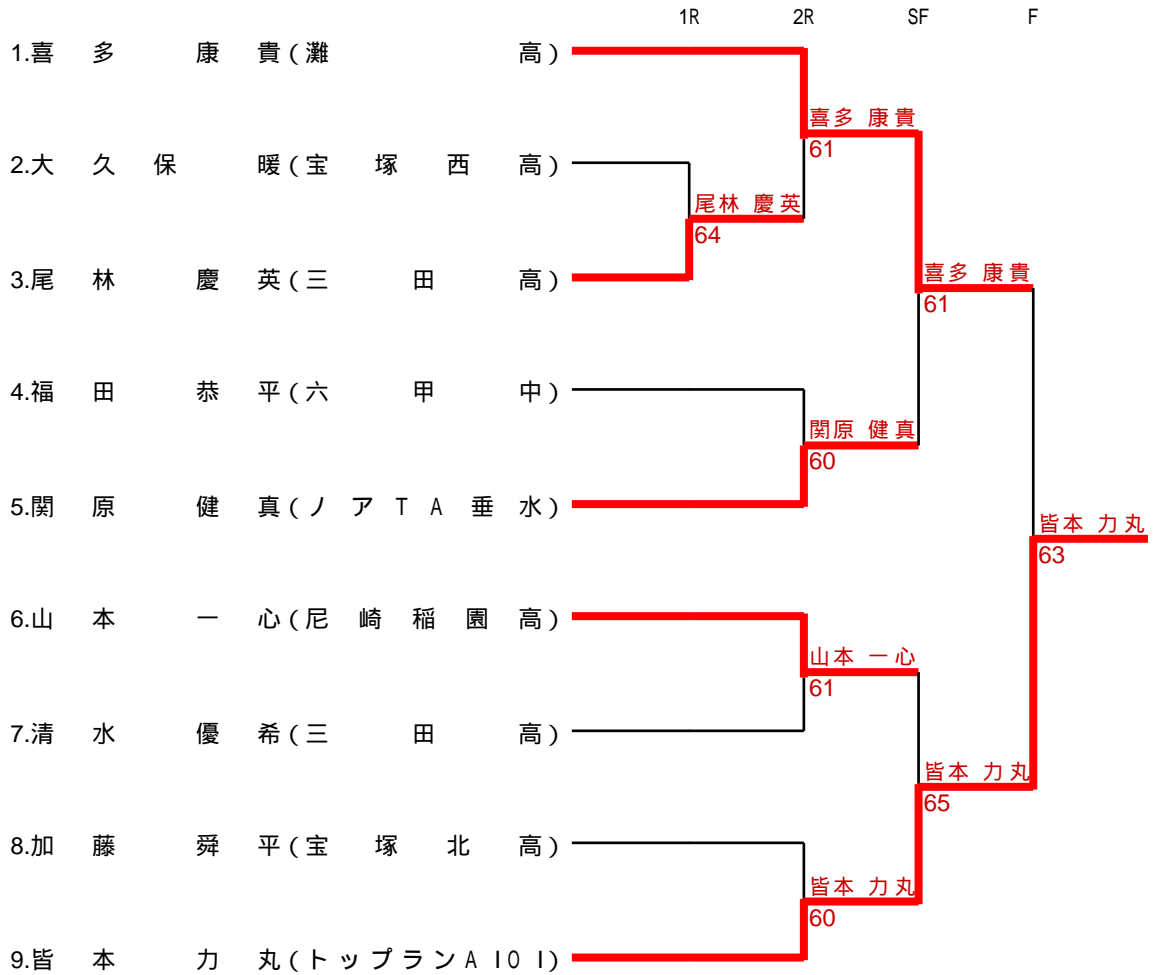 1R 2R SF F
1.喜多 康貴(灘高)
喜多 康貴
61
2.大久保 暖(宝塚西高)
尾林 慶英
64
3.尾林 慶英(三田高)
喜多 康貴
61
4.福田 恭平(六甲中)
関原 健真
60
5.関原 健真(ノアTA垂水)
皆本 力丸
63
6.山本 一心(尼崎稲園高)
山本 一心
61
7.清水 優希(三田高)
皆本 力丸
65
8.加藤 舜平(宝塚北高)
皆本 力丸
60
9.皆本 力丸(トップランAIOI)